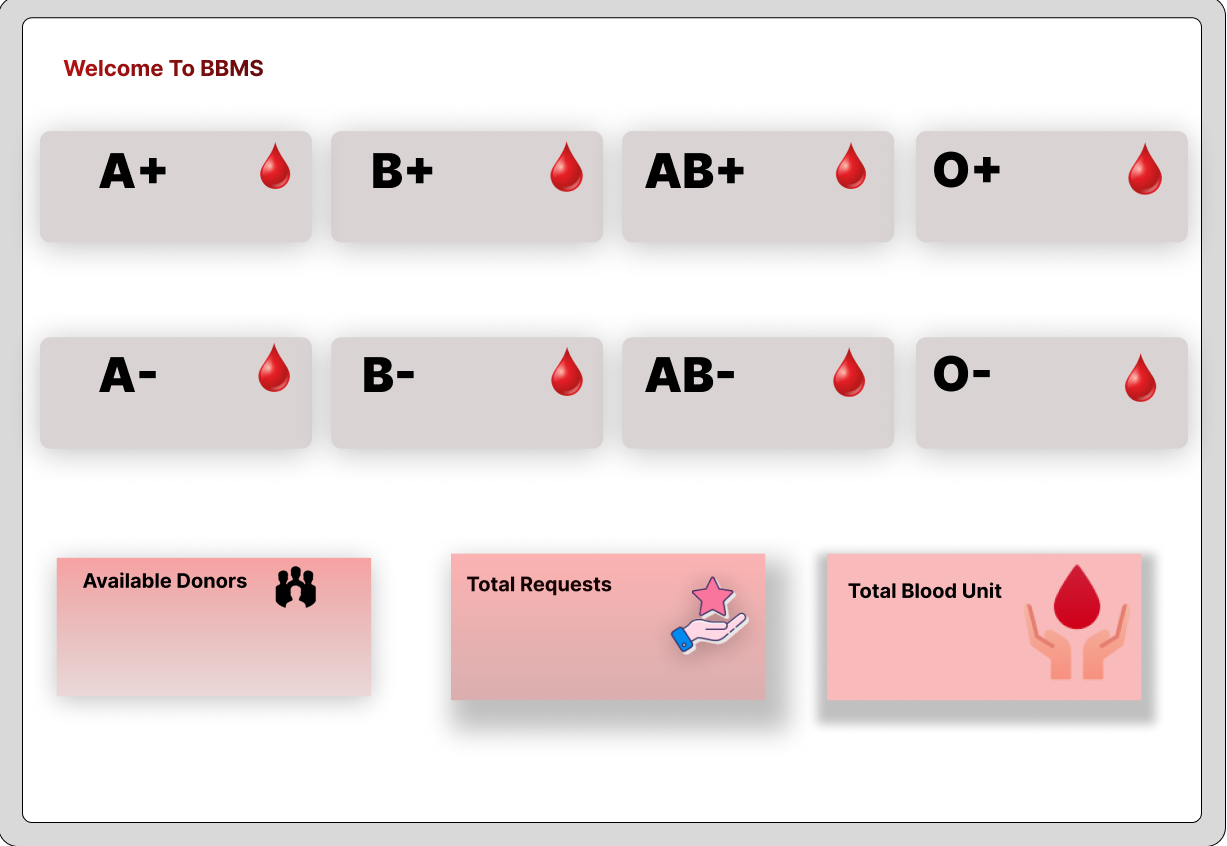 Welcome To BBMS
A+
B+
AB+
O+
A-
B-
AB-
O-
Available Donors
Total Requests
Total Blood Unit